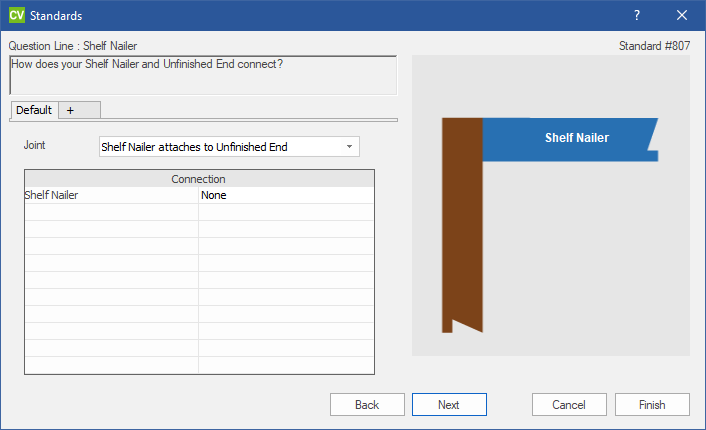 CV Standards ?
Question Line : Shelf Nailer Standard #807
How does your Shelf Nailer and Unfinished End connect?
Default +
Joint Shelf Nailer attaches to Unfinished End
Connection
Shelf Nailer None
Shelf Nailer
Back Next Cancel Finish